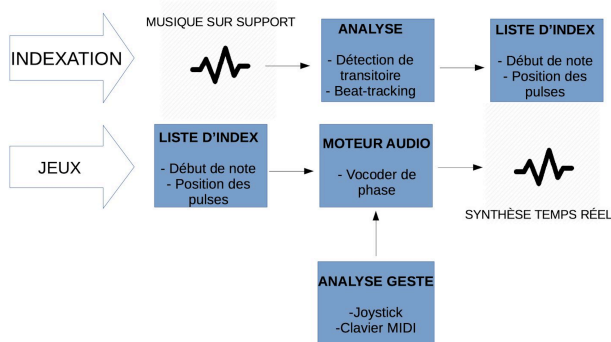 INDEXATION
MUSIQUE SUR SUPPORT
ANALYSE
- Détection de
transitoire
- Beat-tracking
LISTE D'INDEX
- Début de note
- Position des
pulses
JEUX
LISTE D'INDEX
- Début de note
- Position des
pulses
MOTEUR AUDIO
- Vocoder de
phase
SYNTHÈSE TEMPS RÉEL
ANALYSE GESTE
-Joystick
-Clavier MIDI